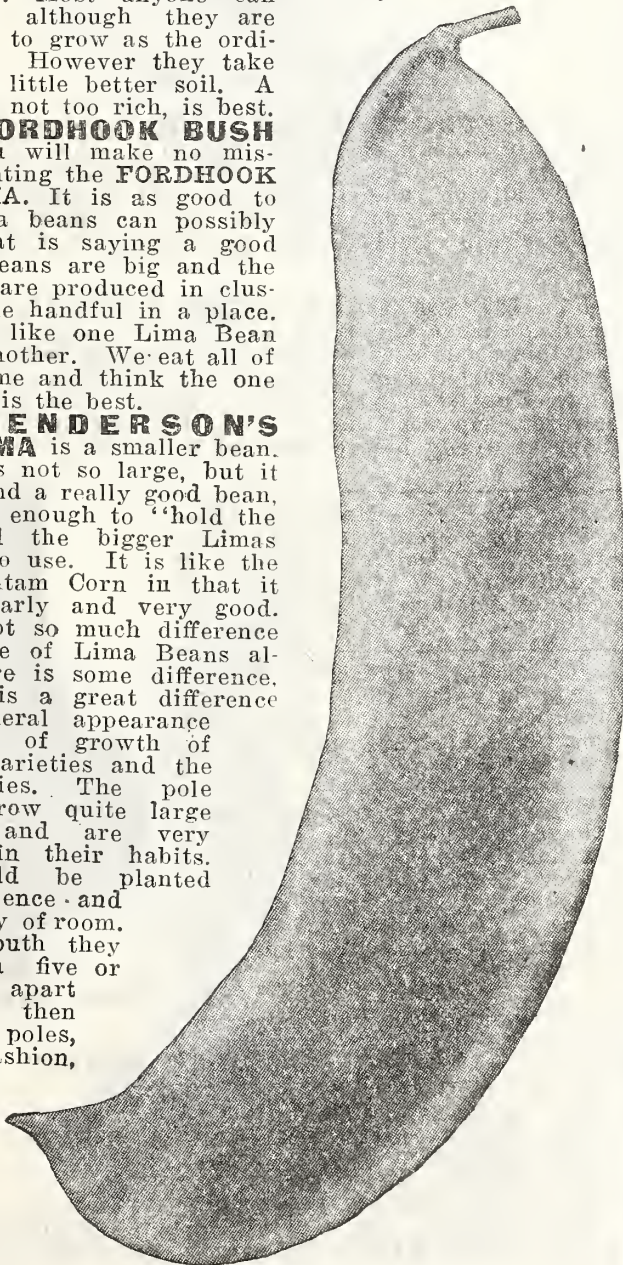 although they are
to grow as the ordi-
However they take
little better soil. A
not too rich, is best.
ORDHOOK BUSH
will make no mis-
ting the FORDHOOK
A. It is as good to
a beans can possibly
at is saying a good
eans are big and the
are produced in clus-
e handful in a place.
like one Lima Bean
nother. We eat all of
me and think the one
is the best.
ENDERSON'S
MA is a smaller bean.
s not so large, but it
nd a really good bean,
enough to "hold the
the bigger Limas
o use. It is like the
tam Corn in that it
arly and very good.
ot so much difference
e of Lima Beans al-
re is some difference,
is a great difference
eral appearance
of growth of
arieties and the
ies. The pole
row quite large
and are very
in their habits.
ld be planted
ence and
y of room.
outh they
five or
apart
then
poles,
shion,